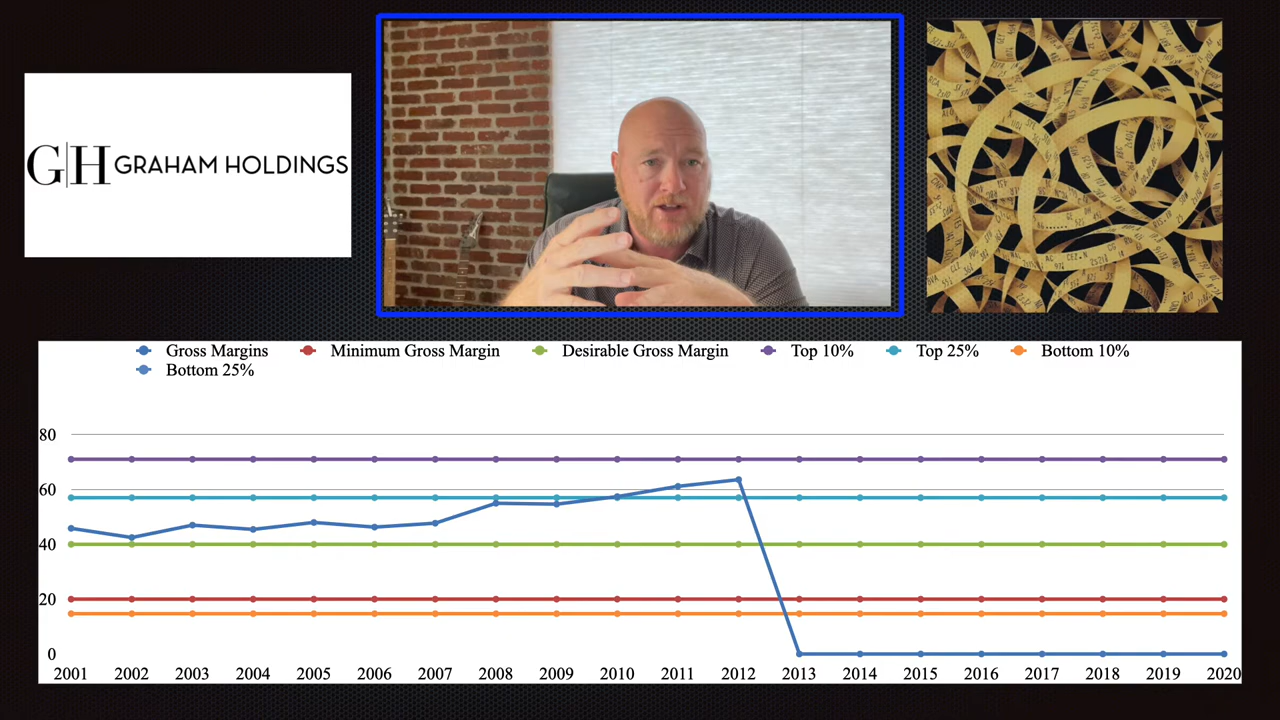 G|H GRAHAM HOLDINGS
Gross Margins Minimum Gross Margin Desirable Gross Margin Top 10% Top 25% Bottom 10%
Bottom 25%
80
60
40
20
0
2001 2002 2003 2004 2005 2006 2007 2008 2009 2010 2011 2012 2013 2014 2015 2016 2017 2018 2019 2020